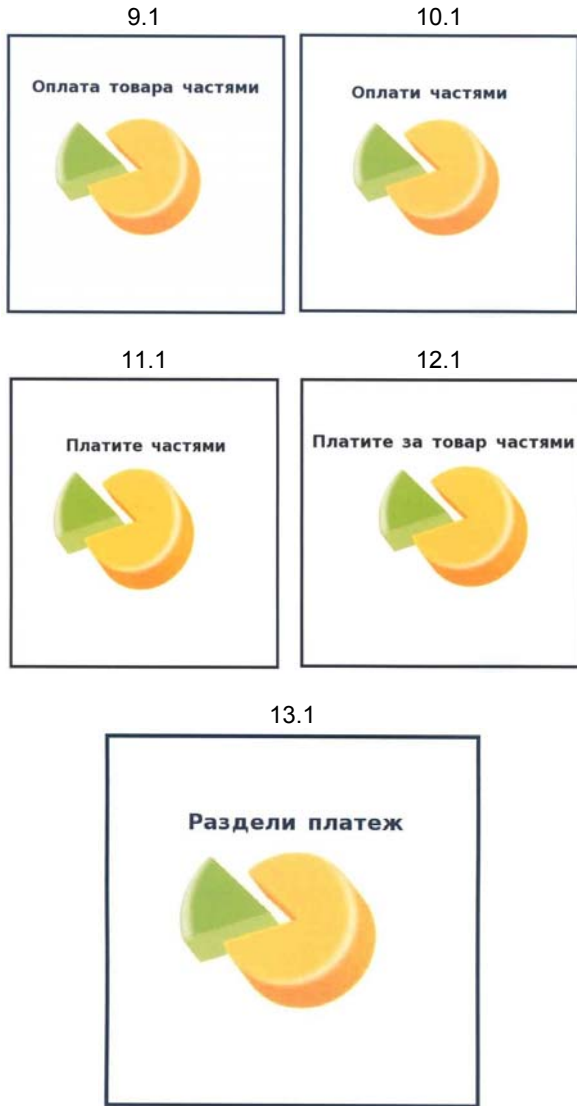 9.1
10.1
Оплата товара частями
Оплати частями
11.1
12.1
Платите частями
Платите за товар частями
13.1
Раздели платеж